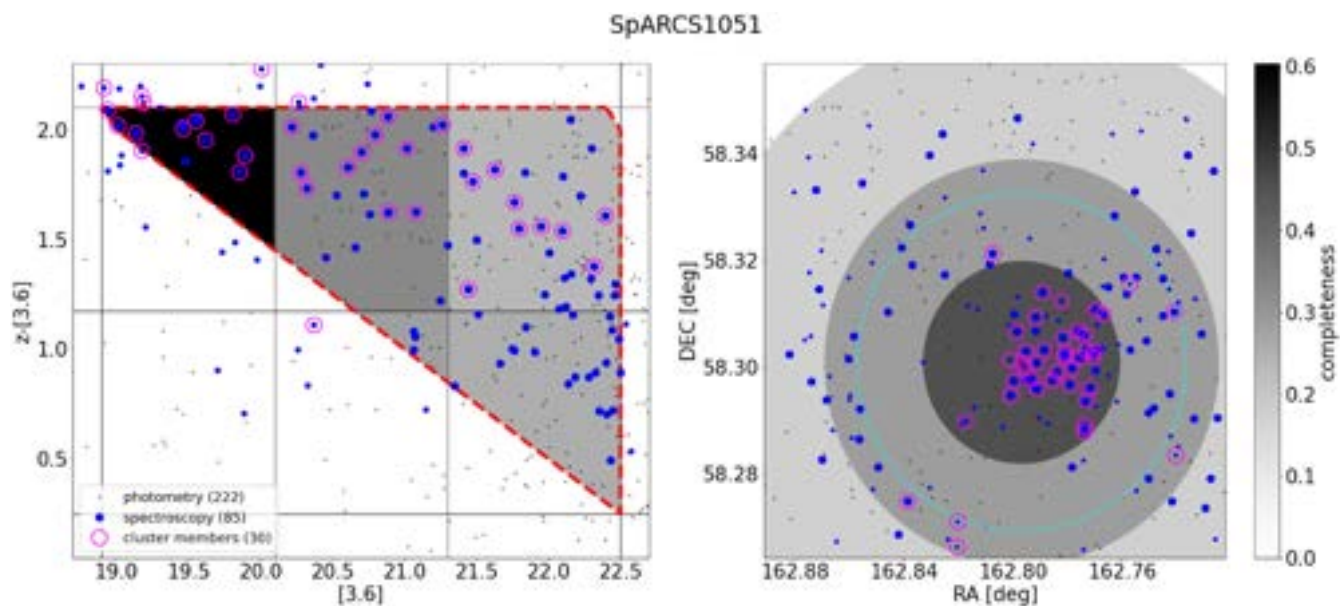 SpARCS1051
z-[3.6]
2.0
1.5
1.0
0.5
photometry (222)
spectroscopy (85)
cluster members (30)
19.0 19.5 20.0 20.5 21.0 21.5 22.0 22.5
[3.6]
DEC [deg]
58.34
58.32
58.30
58.28
162.88 162.84 162.80 162.76
RA [deg]
0.6
0.5
0.4
0.3
0.2
0.1
0.0
completeness